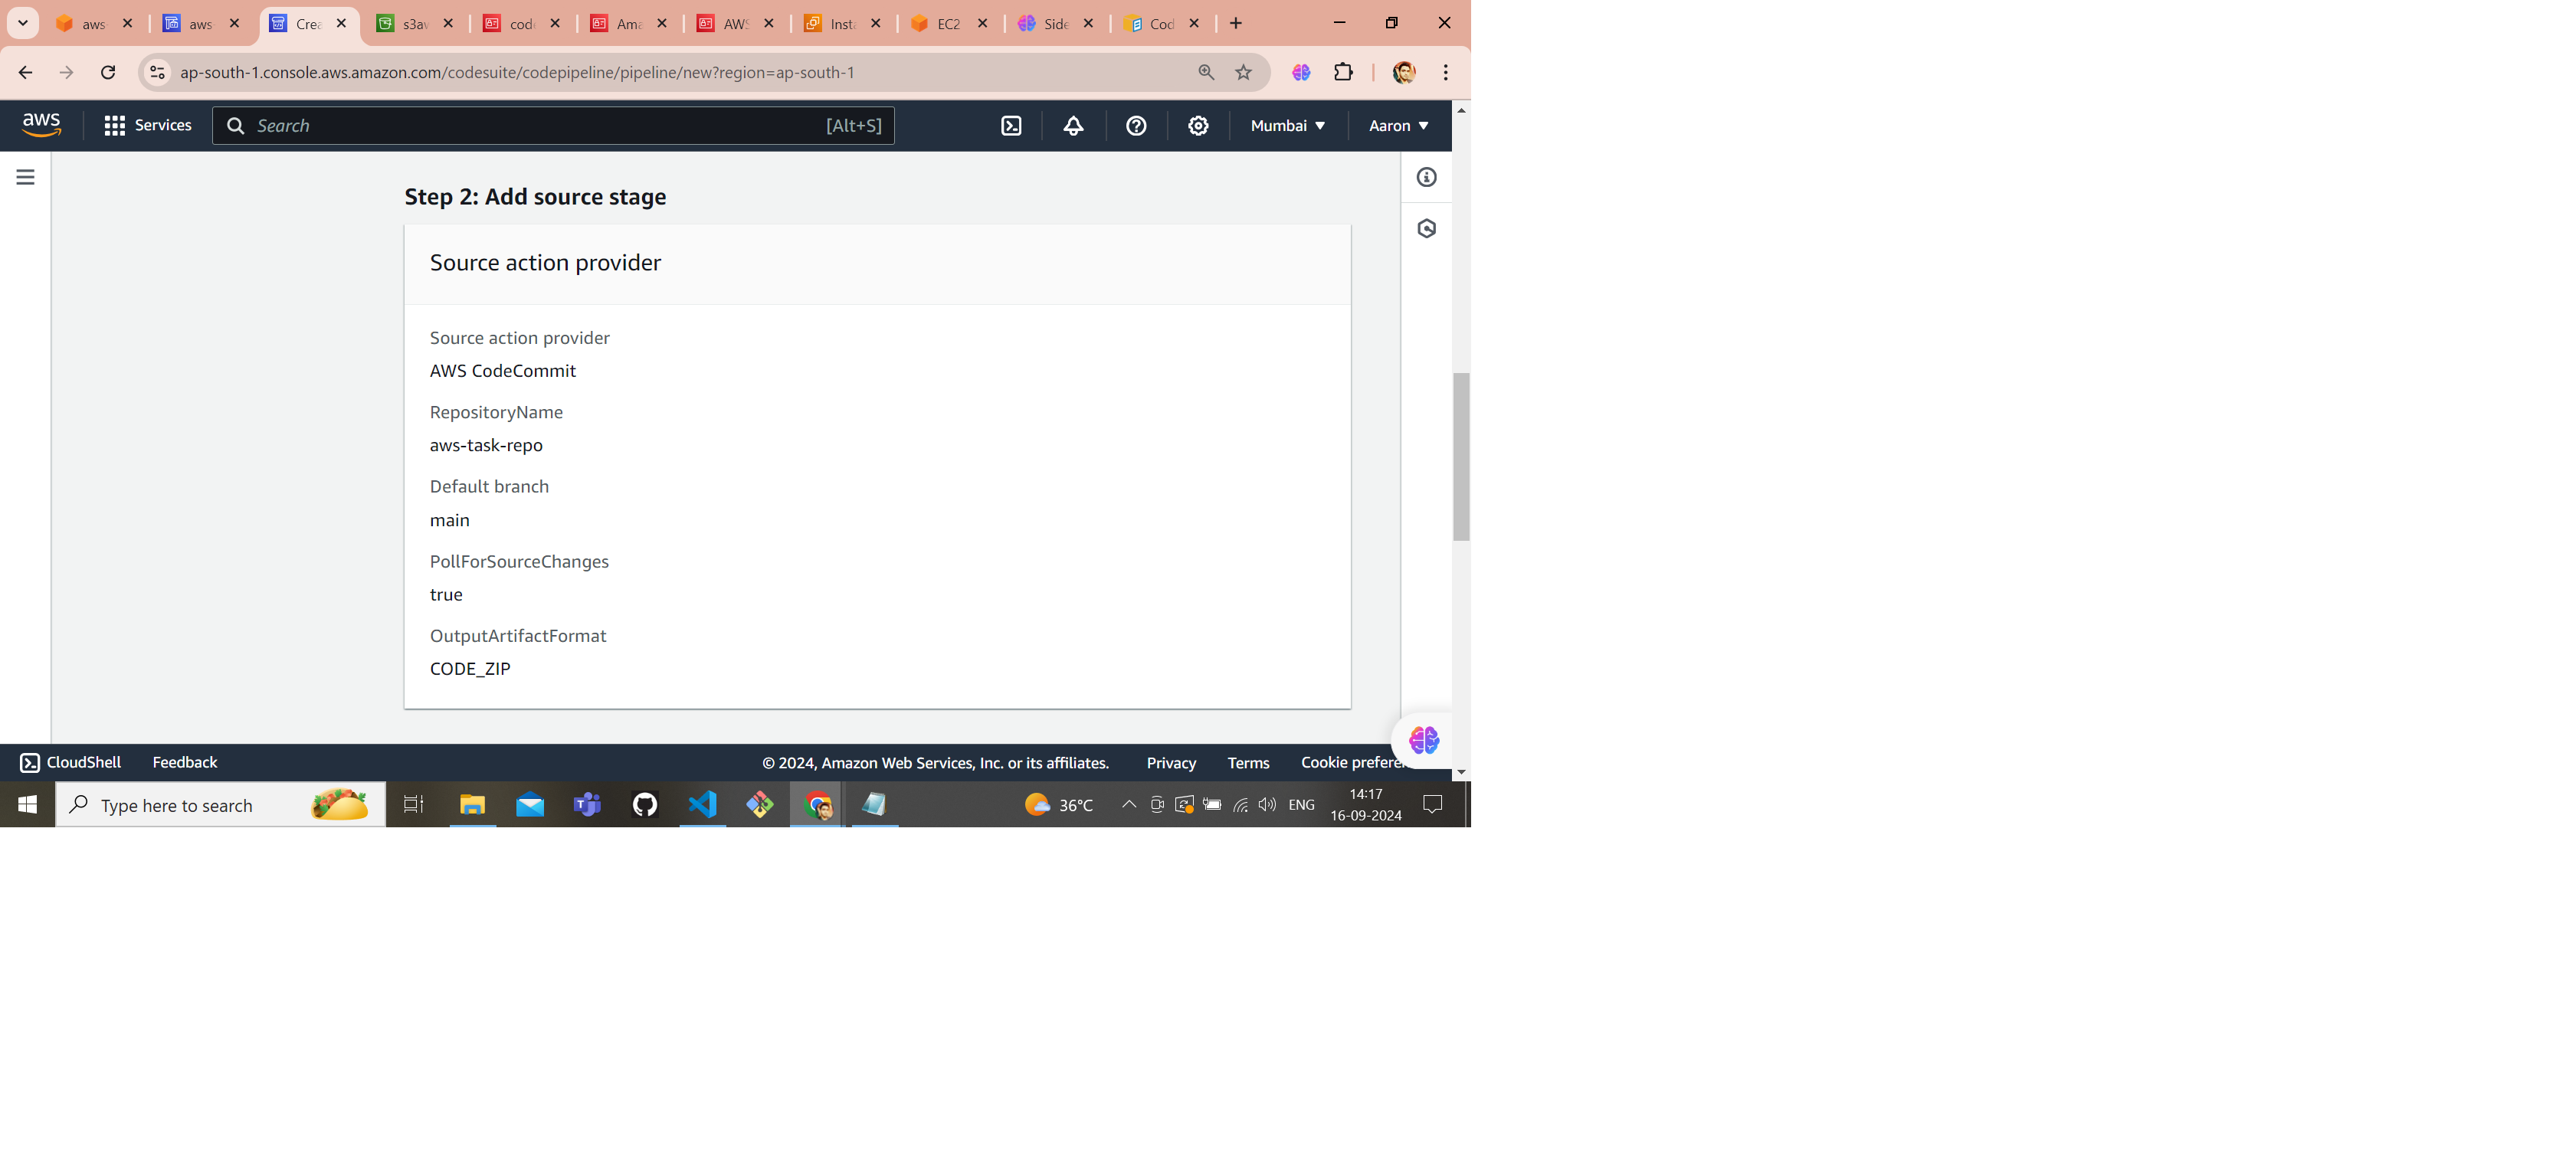 aws
aws
Crea
s3aw
code
Ama
AWS
Insta
EC2
Side
Cod
ap-south-1.console.aws.amazon.com/codesuite/codepipeline/pipeline/new?region=ap-south-1
aws
Services
Search
[Alt+S]
Mumbai
Aaron
Step 2: Add source stage
Source action provider
Source action provider
AWS CodeCommit
RepositoryName
aws-task-repo
Default branch
main
PollForSourceChanges
true
OutputArtifactFormat
CODE_ZIP
CloudShell
Feedback
© 2024, Amazon Web Services, Inc. or its affiliates.
Privacy
Terms
Cookie prefere
Type here to search
36°C
ENG
14:17
16-09-2024